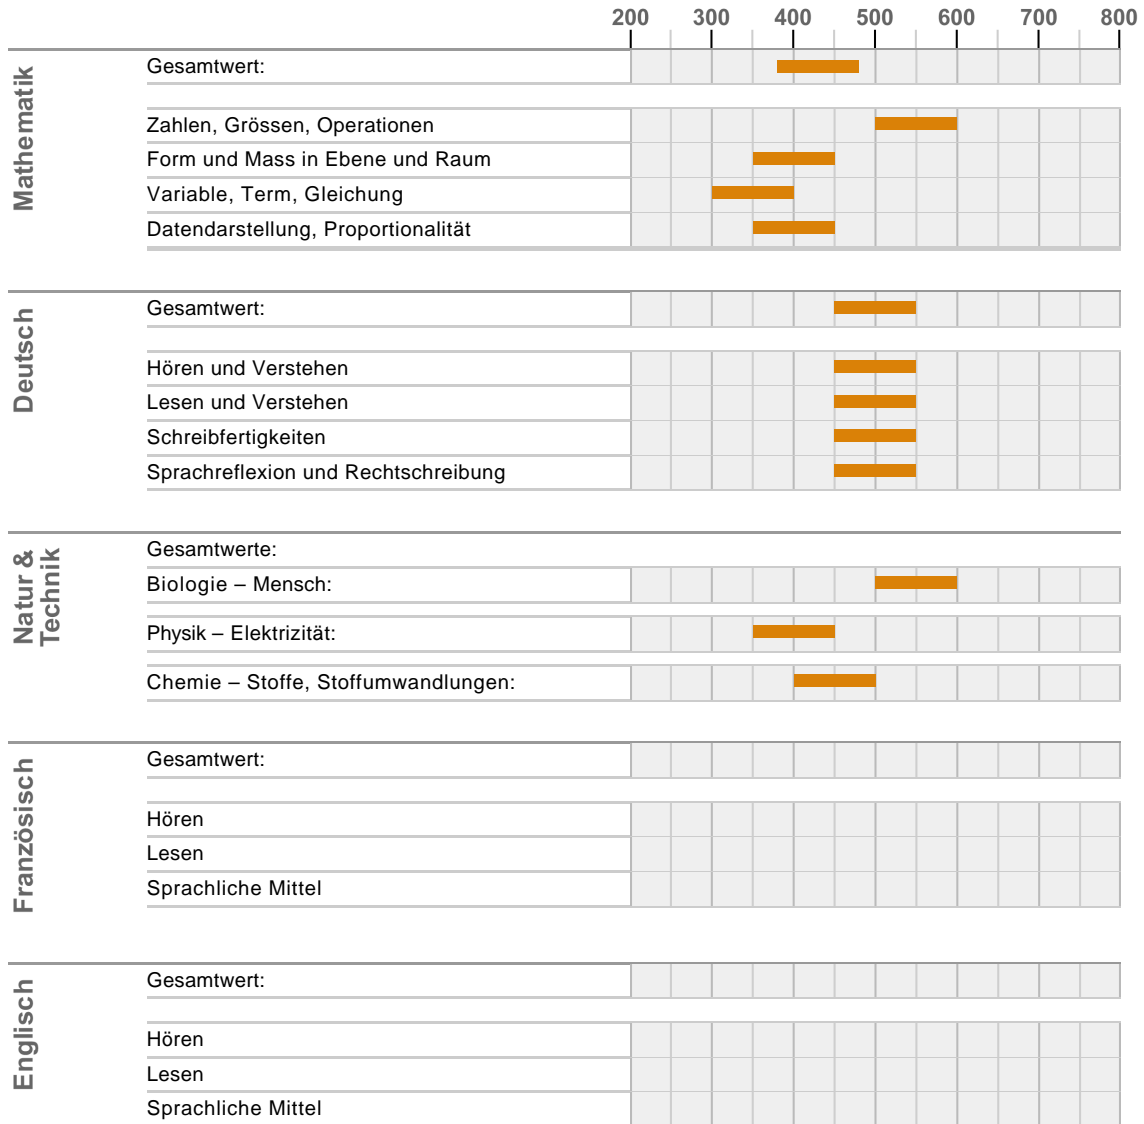 200 300 400 500 600 700 800
Mathematik
Gesamtwert:
Zahlen, Grössen, Operationen
Form und Mass in Ebene und Raum
Variable, Term, Gleichung
Datendarstellung, Proportionalität
Deutsch
Gesamtwert:
Hören und Verstehen
Lesen und Verstehen
Schreibfertigkeiten
Sprachreflexion und Rechtschreibung
Natur &
Technik
Gesamtwerte:
Biologie – Mensch:
Physik – Elektrizität:
Chemie – Stoffe, Stoffumwandlungen:
Französisch
Gesamtwert:
Hören
Lesen
Sprachliche Mittel
Englisch
Gesamtwert:
Hören
Lesen
Sprachliche Mittel